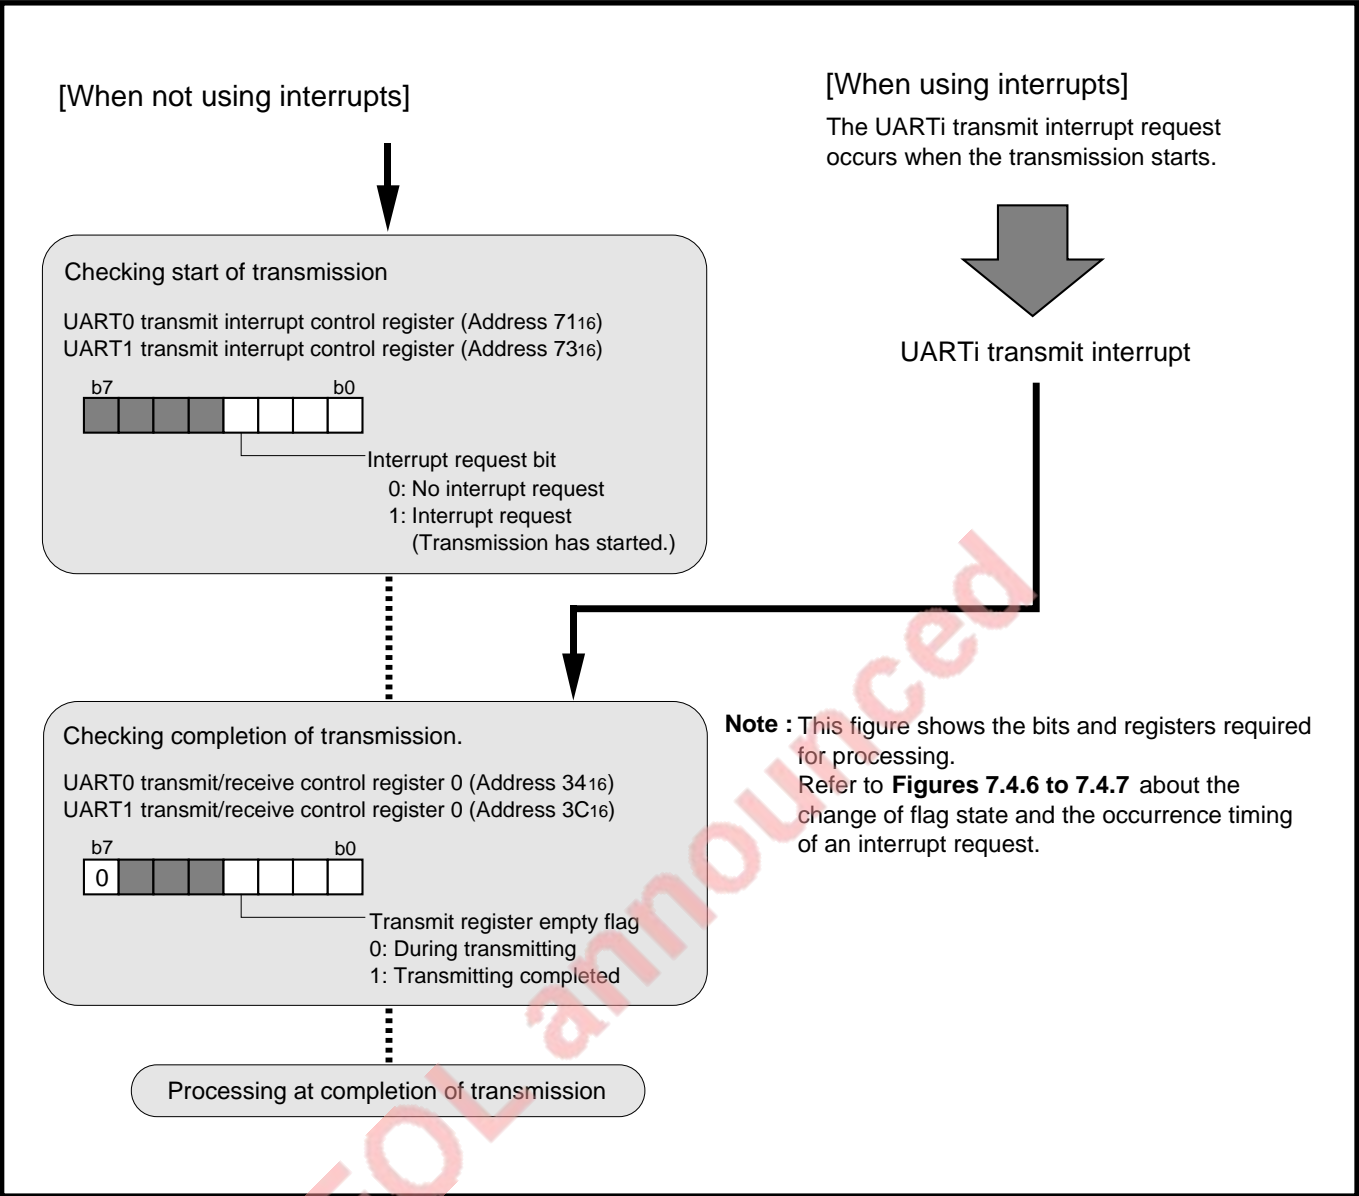 [When not using interrupts]
Checking start of transmission
UART0 transmit interrupt control register (Address 7116)
UART1 transmit interrupt control register (Address 7316)
b7 b0
Interrupt request bit
0: No interrupt request
1: Interrupt request
(Transmission has started.)
[When using interrupts]
The UARTi transmit interrupt request
occurs when the transmission starts.
UARTi transmit interrupt
Checking completion of transmission.
UART0 transmit/receive control register 0 (Address 3416)
UART1 transmit/receive control register 0 (Address 3C16)
b7 b0
0
Transmit register empty flag
0: During transmitting
1: Transmitting completed
Note : This figure shows the bits and registers required
for processing.
Refer to Figures 7.4.6 to 7.4.7 about the
change of flag state and the occurrence timing
of an interrupt request.
Processing at completion of transmission
EOL announced